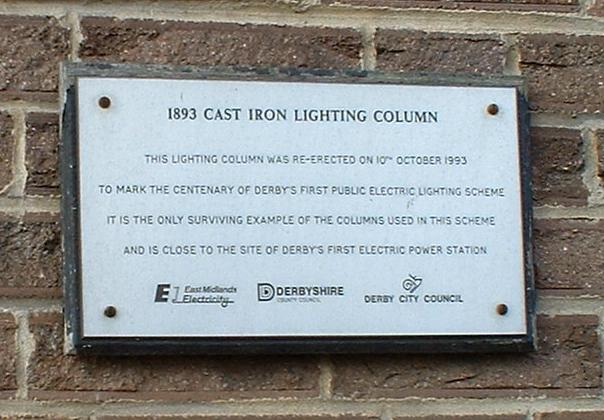 1893 CAST IRON LIGHTING COLUMN
THIS LIGHTING COLUMN WAS RE-ERECTED ON 10TH OCTOBER 1993
TO MARK THE CENTENARY OF DERBY'S FIRST PUBLIC ELECTRIC LIGHTING SCHEME
IT IS THE ONLY SURVIVING EXAMPLE OF THE COLUMNS USED IN THIS SCHEME
AND IS CLOSE TO THE SITE OF DERBY'S FIRST ELECTRIC POWER STATION
East Midlands
Electricity
DERBYSHIRE
COUNTY COUNCIL
DERBY CITY COUNCIL